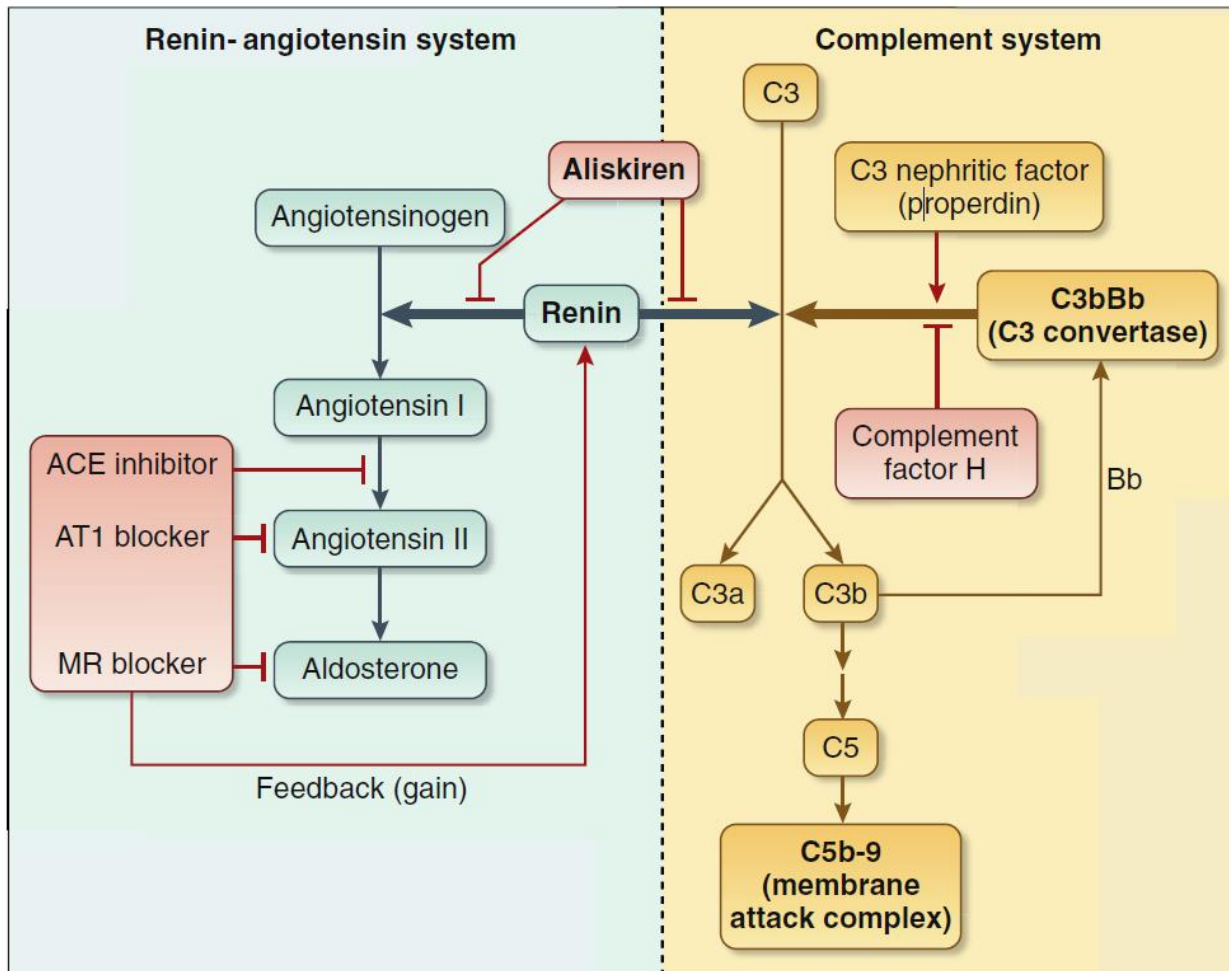 Renin- angiotensin system
Complement system
C3
Aliskiren
C3 nephritic factor
(properdin)
Angiotensinogen
Renin
C3bBb
(C3 convertase)
Angiotensin I
Complement
factor H
ACE inhibitor
Bb
AT1 blocker
Angiotensin II
C3a
C3b
MR blocker
Aldosterone
C5
Feedback (gain)
C5b-9
(membrane
attack complex)